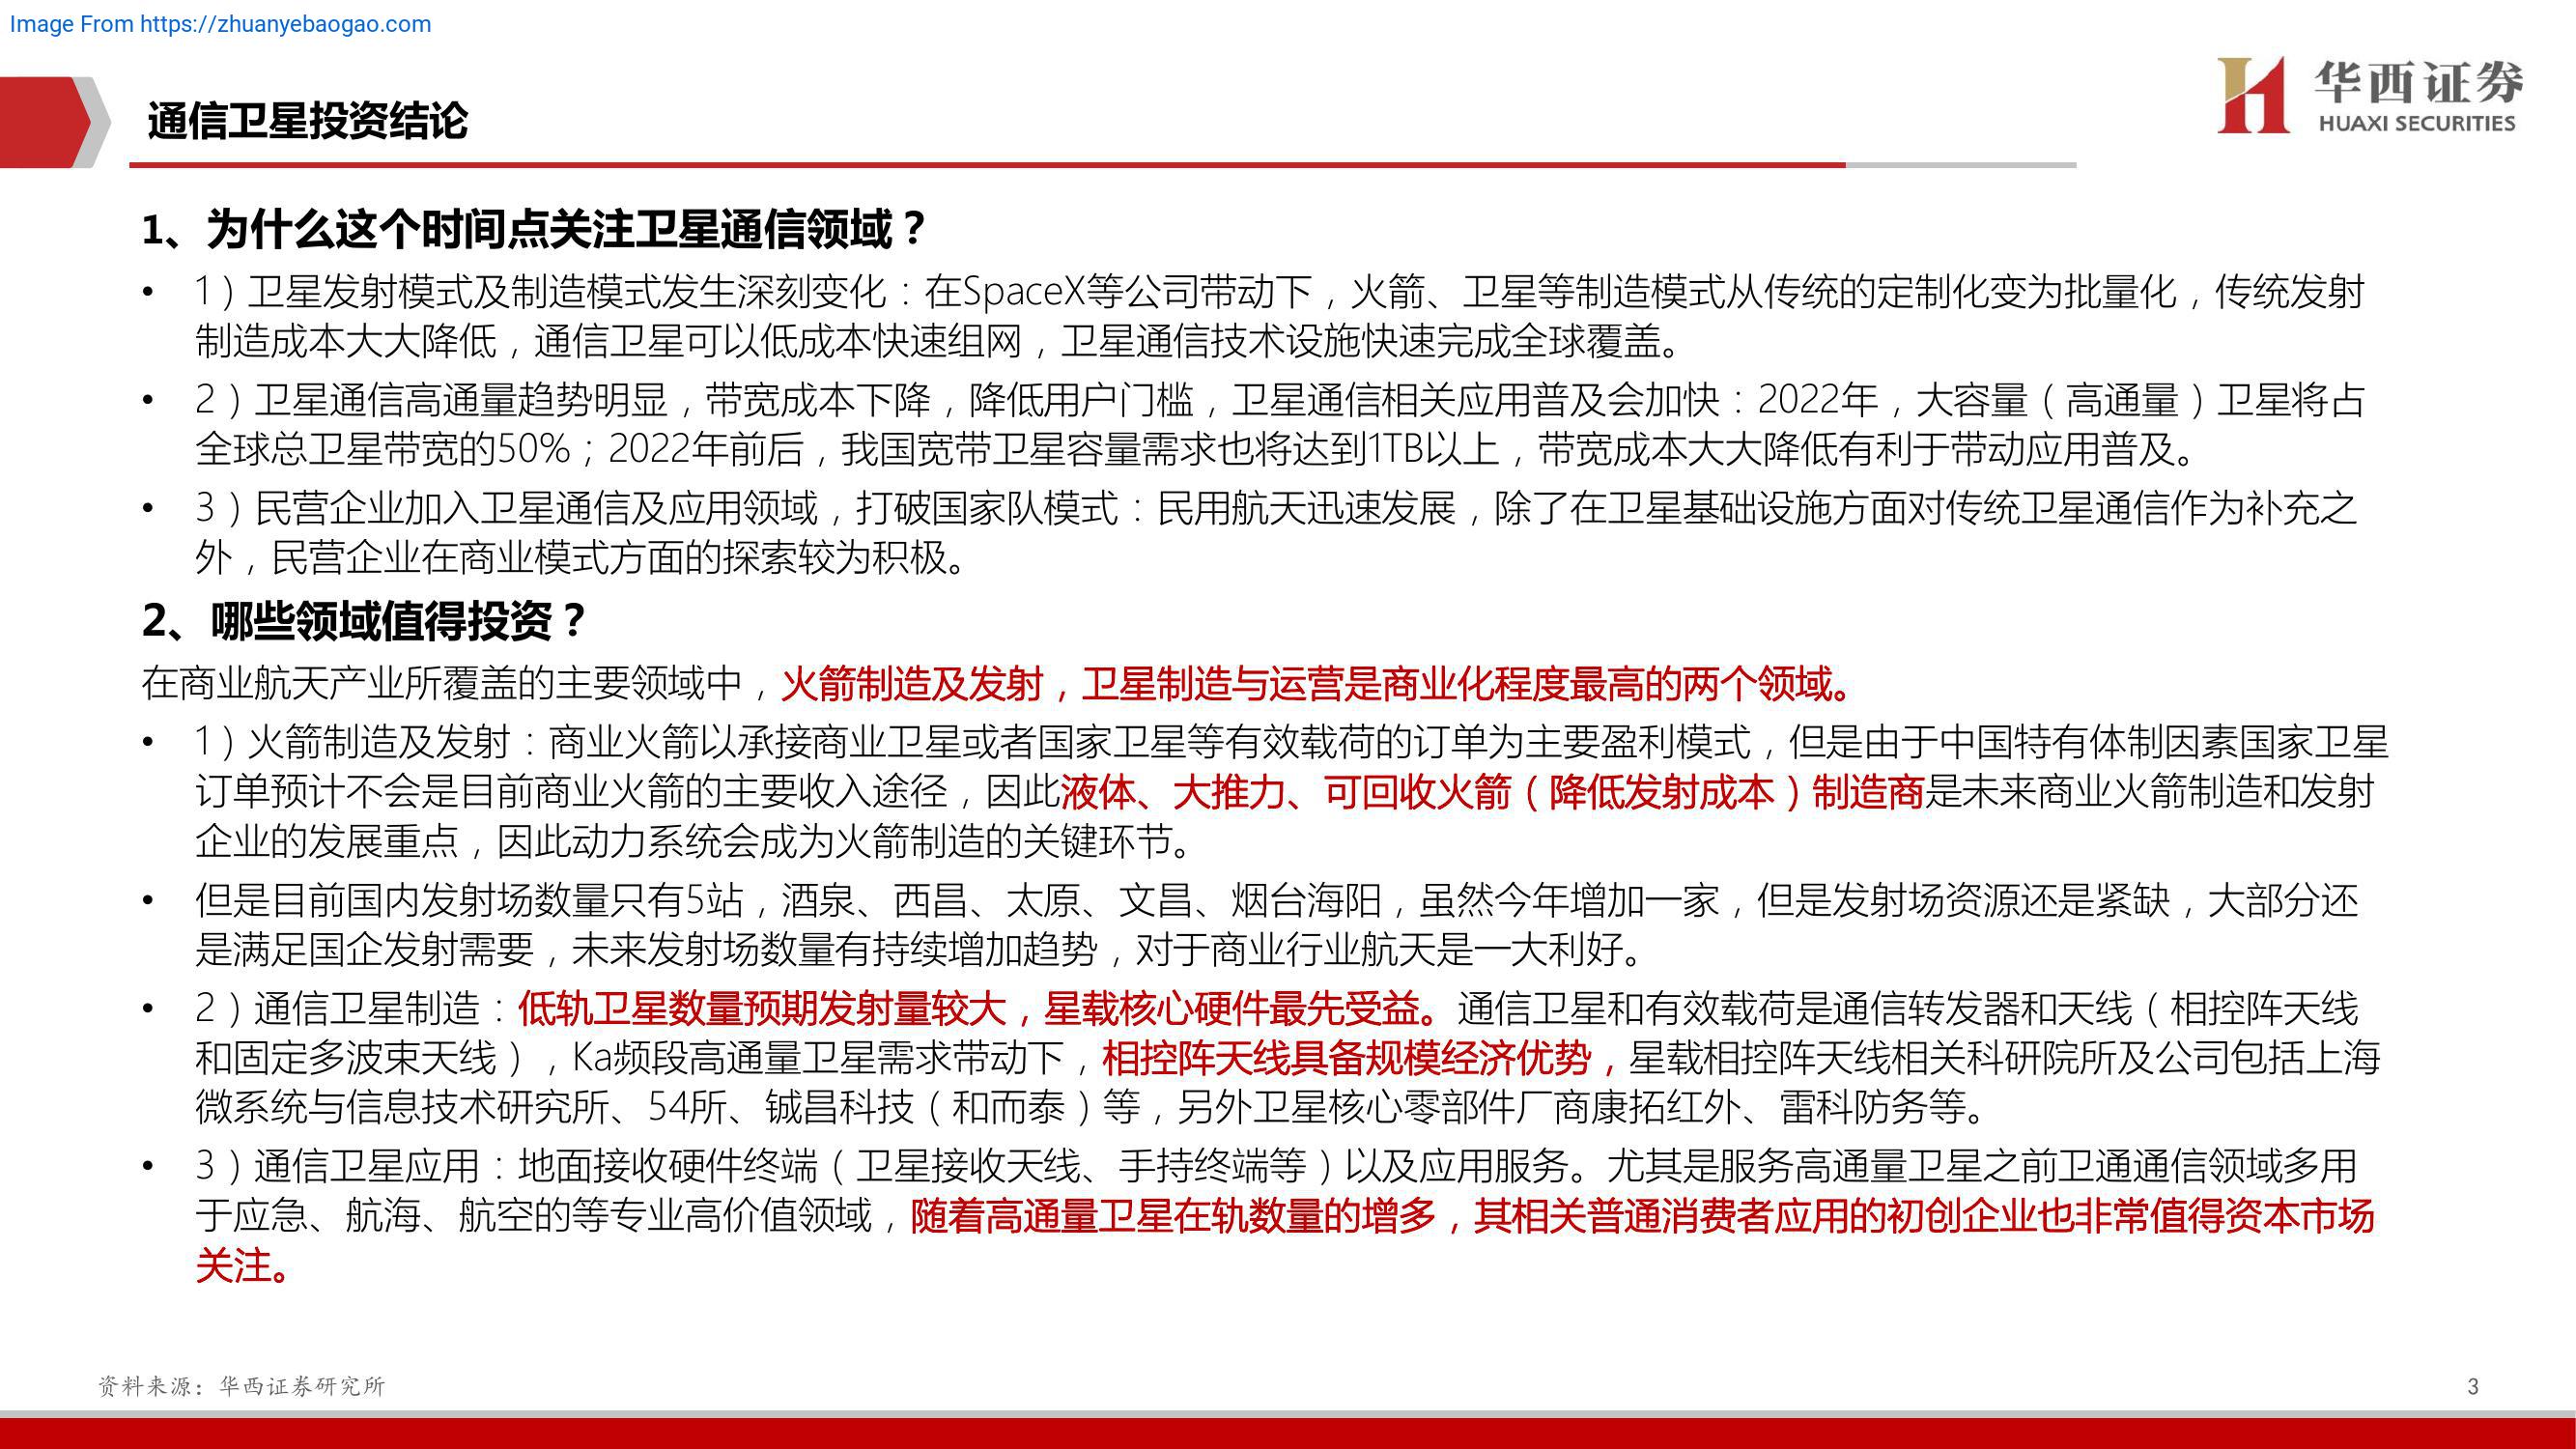 Image From https://zhuanyebaogao.com
华西证券
HUAXI SECURITIES
通信卫星投资结论
1、为什么这个时间点关注卫星通信领域？
• 1）卫星发射模式及制造模式发生深刻变化：在SpaceX等公司带动下，火箭、卫星等制造模式从传统的定制化变为批量化，传统发射
制造成本大大降低，通信卫星可以低成本快速组网，卫星通信技术设施快速完成全球覆盖。
• 2）卫星通信高通量趋势明显，带宽成本下降，降低用户门槛，卫星通信相关应用普及会加快：2022年，大容量（高通量）卫星将占
全球总卫星带宽的50%；2022年前后，我国宽带卫星容量需求也将达到1TB以上，带宽成本大大降低有利于带动应用普及。
• 3）民营企业加入卫星通信及应用领域，打破国家队模式：民用航天迅速发展，除了在卫星基础设施方面对传统卫星通信作为补充之
外，民营企业在商业模式方面的探索较为积极。
2、哪些领域值得投资？
在商业航天产业所覆盖的主要领域中，火箭制造及发射，卫星制造与运营是商业化程度最高的两个领域。
• 1）火箭制造及发射：商业火箭以承接商业卫星或者国家卫星等有效载荷的订单为主要盈利模式，但是由于中国特有体制因素国家卫星
订单预计不会是目前商业火箭的主要收入途径，因此液体、大推力、可回收火箭（降低发射成本）制造商是未来商业火箭制造和发射
企业的发展重点，因此动力系统会成为火箭制造的关键环节。
• 但是目前国内发射场数量只有5站，酒泉、西昌、太原、文昌、烟台海阳，虽然今年增加一家，但是发射场资源还是紧缺，大部分还
是满足国企发射需要，未来发射场数量有持续增加趋势，对于商业行业航天是一大利好。
• 2）通信卫星制造：低轨卫星数量预期发射量较大，星载核心硬件最先受益。通信卫星和有效载荷是通信转发器和天线（相控阵天线
和固定多波束天线），Ka频段高通量卫星需求带动下，相控阵天线具备规模经济优势，星载相控阵天线相关科研院所及公司包括上海
微系统与信息技术研究所、54所、铖昌科技（和而泰）等，另外卫星核心零部件厂商康拓红外、雷科防务等。
• 3）通信卫星应用：地面接收硬件终端（卫星接收天线、手持终端等）以及应用服务。尤其是服务高通量卫星之前卫通通信领域多用
于应急、航海、航空的等专业高价值领域，随着高通量卫星在轨数量的增多，其相关普通消费者应用的初创企业也非常值得资本市场
关注。
资料来源：华西证券研究所
3